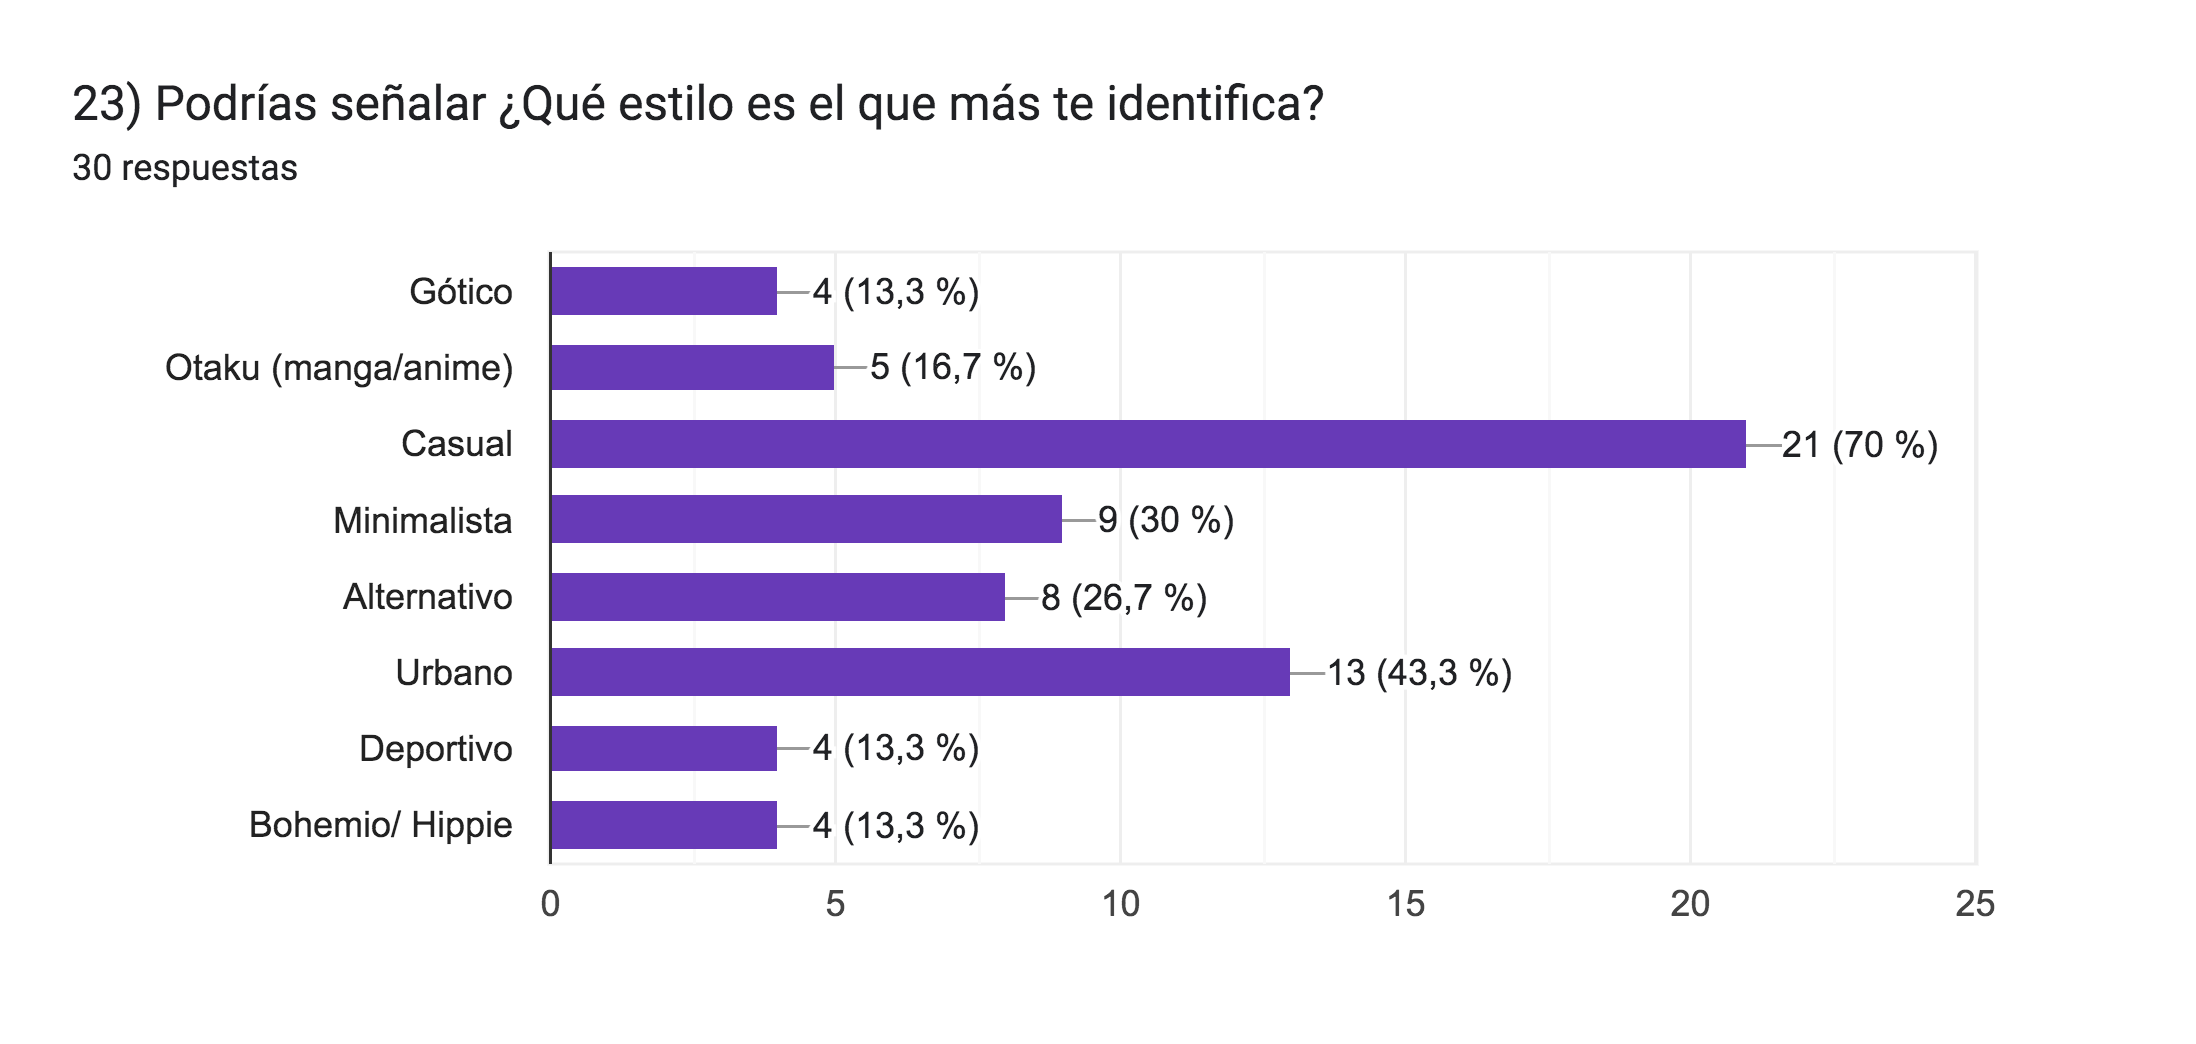 23) Podrías señalar ¿Qué estilo es el que más te identifica?
30 respuestas
Gótico 4 (13,3 %)
Otaku (manga/anime) 5 (16,7 %)
Casual 21 (70 %)
Minimalista 9 (30 %)
Alternativo 8 (26,7 %)
Urbano 13 (43,3 %)
Deportivo 4 (13,3 %)
Bohemio/ Hippie 4 (13,3 %)
0 5 10 15 20 25